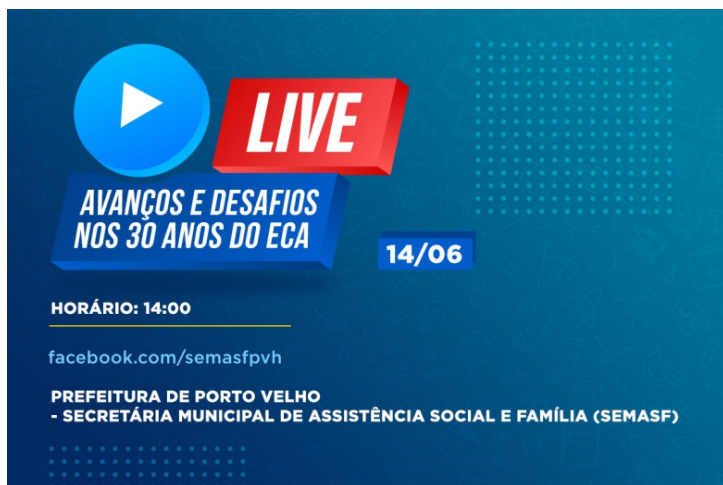 LIVE
AVANÇOS E DESAFIOS
NOS 30 ANOS DO ECA
14/06
HORÁRIO: 14:00
facebook.com/semasfpvh
PREFEITURA DE PORTO VELHO
- SECRETÁRIA MUNICIPAL DE ASSISTÊNCIA SOCIAL E FAMÍLIA (SEMASF)